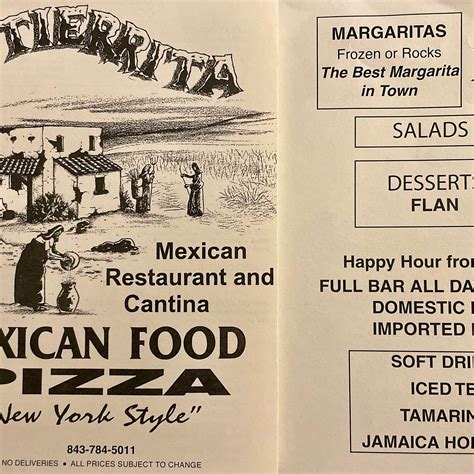 TIERRITA
Mexican
Restaurant and
Cantina
XICAN FOOD
PIZZA
New York Style"
843-784-5011
NO DELIVERIES • ALL PRICES SUBJECT TO CHANGE
MARGARITAS
Frozen or Rocks
The Best Margarita
in Town
SALADS
DESSERTS
FLAN
Happy Hour from
FULL BAR ALL DA
DOMESTIC
IMPORTED
SOFT DRI
ICED TE
TAMARIN
JAMAICA HO